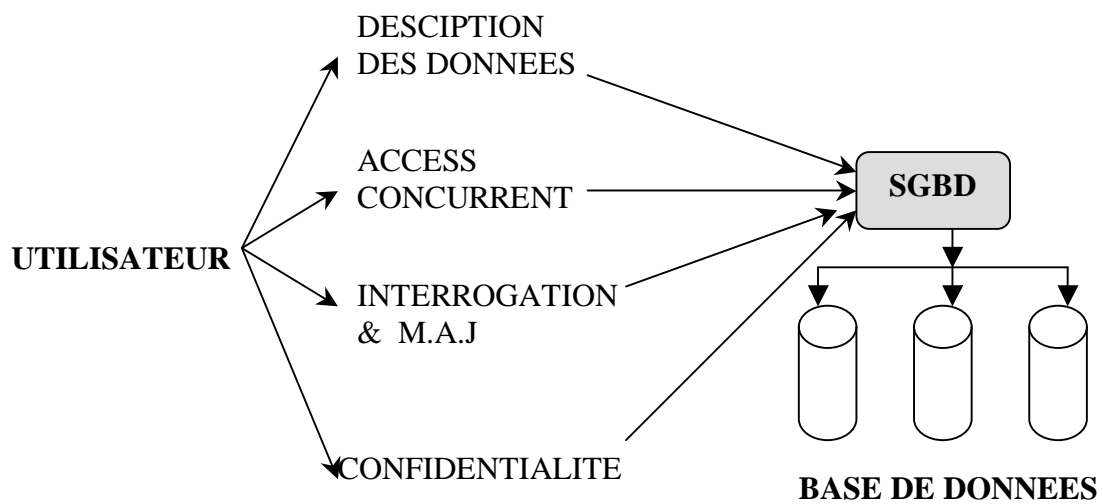 DESCIPTION
DES DONNEES
ACCESS
CONCURRENT
SGBD
UTILISATEUR
INTERROGATION
& M.A.J
CONFIDENTIALITE
BASE DE DONNEES